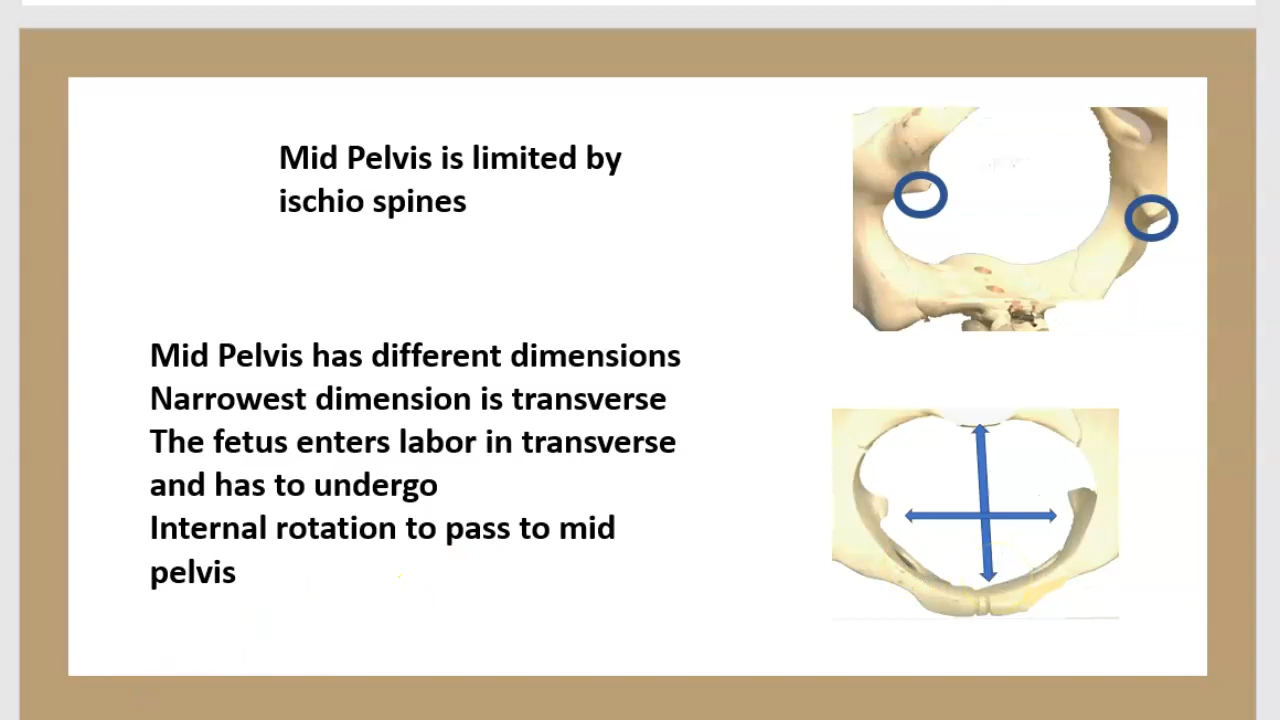 Mid Pelvis is limited by
ischio spines
Mid Pelvis has different dimensions
Narrowest dimension is transverse
The fetus enters labor in transverse
and has to undergo
Internal rotation to pass to mid
pelvis